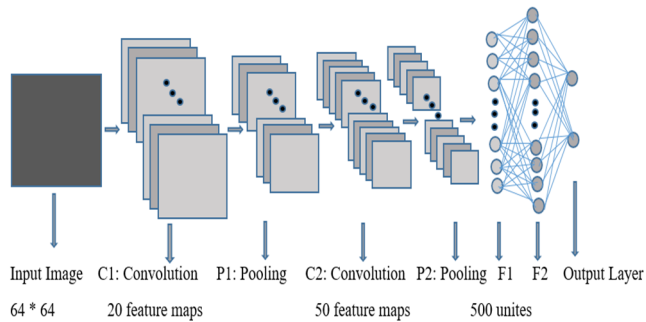 Input Image C1: Convolution P1: Pooling C2: Convolution P2: Pooling F1 F2 Output Layer
64 * 64 20 feature maps 50 feature maps 500 unites